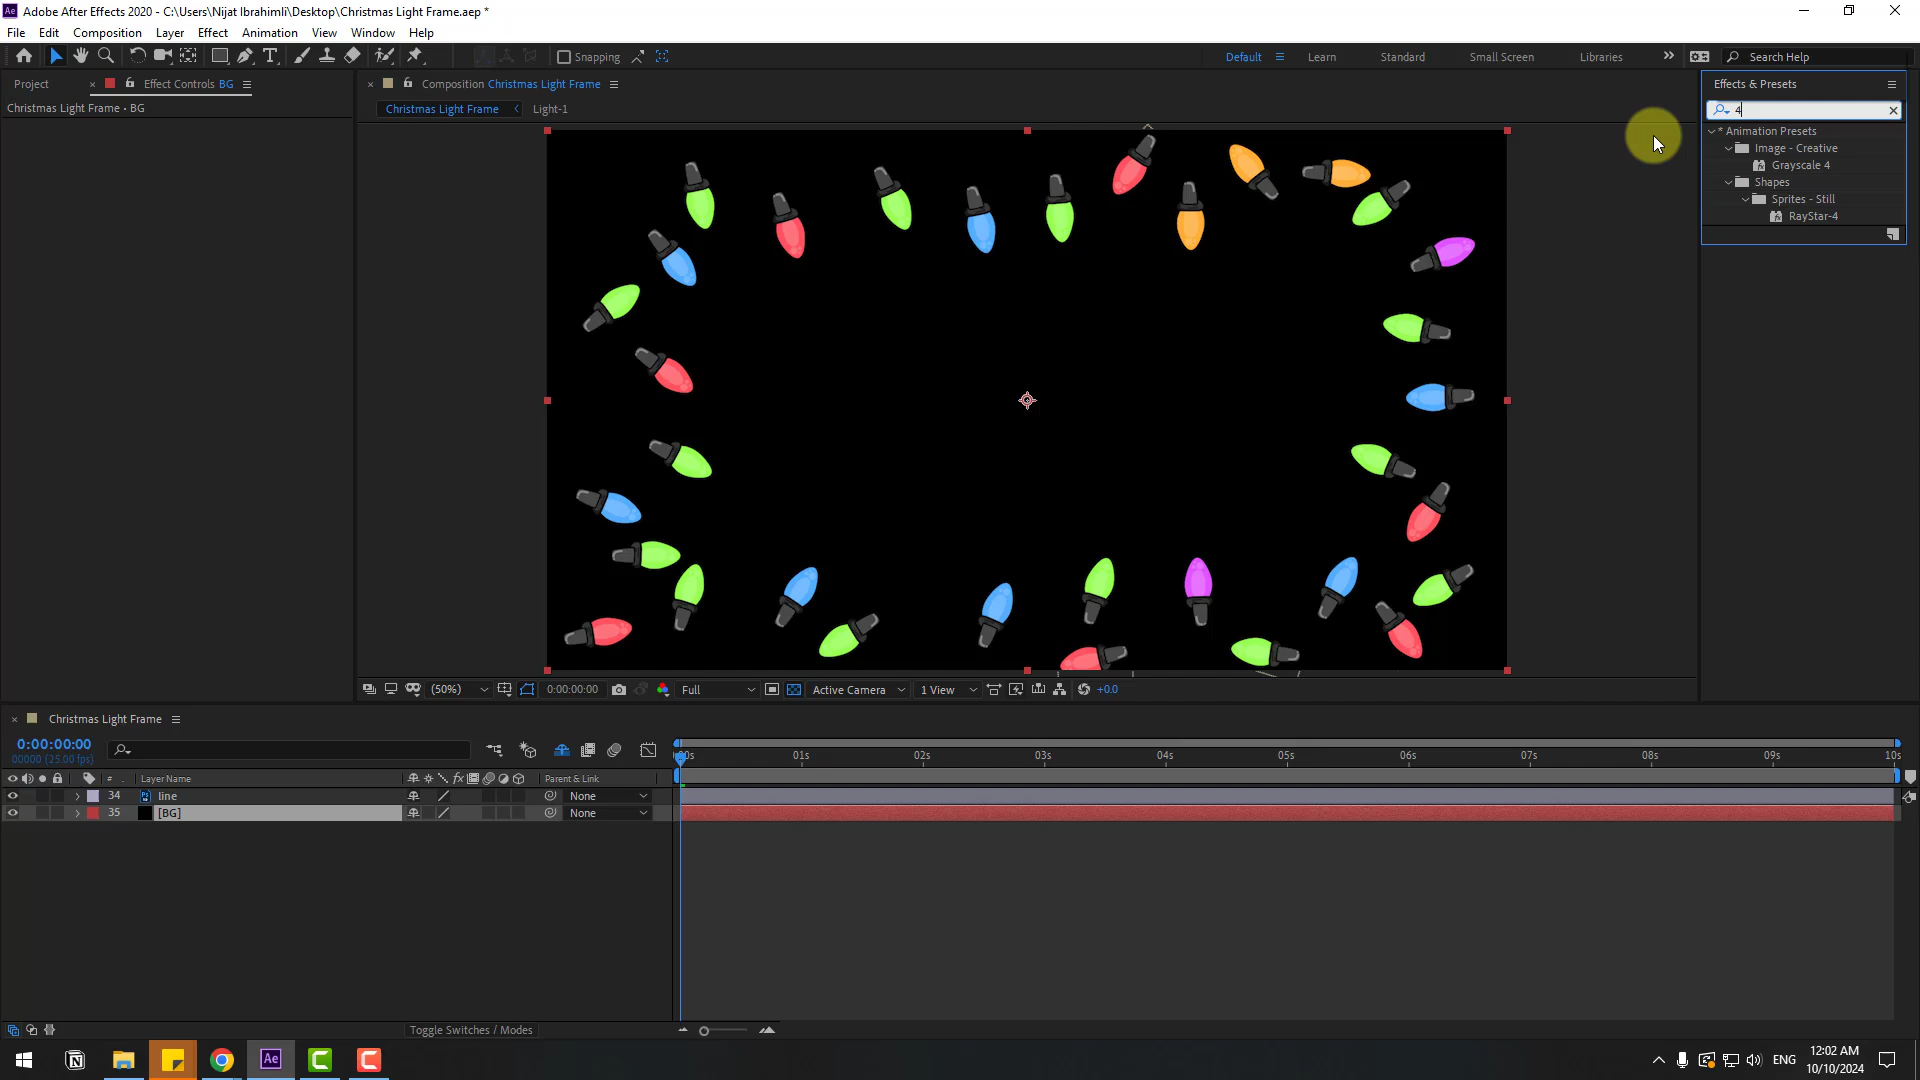 Ae Adobe After Effects 2020 - C:\Users\Nijat Ibrahimli\Desktop\Christmas Light Frame.aep *
File Edit Composition Layer Effect Animation View Window Help
Snapping Default Learn Standard Small Screen Libraries Search Help
Project Effect Controls BG Composition Christmas Light Frame Effects & Presets
Christmas Light Frame • BG
Christmas Light Frame Light-1
4
* Animation Presets
Image - Creative
Grayscale 4
Shapes
Sprites - Still
RayStar-4
(50%) 0:00:00:00 Full Active Camera 1 View +0.0
Christmas Light Frame
0:00:00:00
00000 (25.00 fps)
00s 01s 02s 03s 04s 05s 06s 07s 08s 09s 10s
# Layer Name fx Parent & Link
34 Ps line None
35 [BG] None
Toggle Switches / Modes
Ae ENG 12:02 AM
10/10/2024